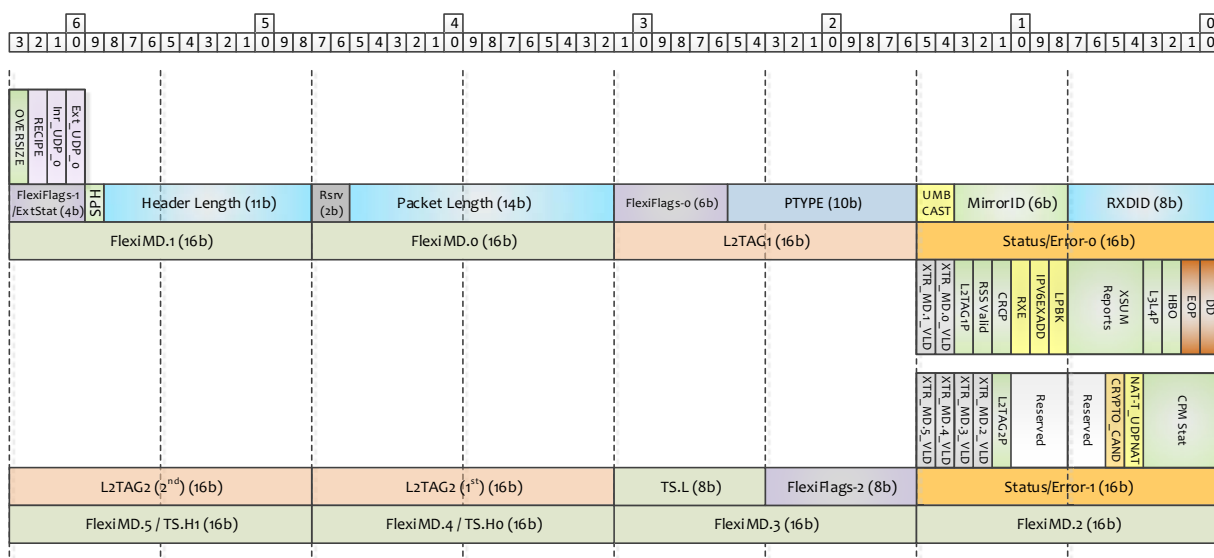 6 5 4 3 2 1 0
3 2 1 0 9 8 7 6 5 4 3 2 1 0 9 8 7 6 5 4 3 2 1 0 9 8 7 6 5 4 3 2 1 0 9 8 7 6 5 4 3 2 1 0 9 8 7 6 5 4 3 2 1 0 9 8 7 6 5 4 3 2 1 0
OVERSIZE
RECIPE
Inr_UDP_0
Ext_UDP_0
FlexiFlags-1
/ExtStat (4b)
SPH
Header Length (11b)
Rsrv
(2b)
Packet Length (14b)
FlexiFlags-0 (6b)
PTYPE (10b)
UMB
CAST
MirrorID (6b)
RXDID (8b)
FlexiMD.1 (16b)
FlexiMD.0 (16b)
L2TAG1 (16b)
Status/Error-0 (16b)
XTR_MD.1_VLD
XTR_MD.0_VLD
L2TAG1P
RSS Valid
CRCP
RXE
IPV6EXADD
LPBK
XSUM
Reports
L3L4P
HBO
EOP
DD
XTR_MD-5_VLD
XTR_MD.4_VLD
XTR_MD.3_VLD
XTR_MD.2_VLD
L2TAG2P
Reserved
Reserved
CRYPTO_CAND
NAT-T_UDPNAT
CPM Stat
L2TAG2 (2nd) (16b)
L2TAG2 (1st) (16b)
TS.L (8b)
FlexiFlags-2 (8b)
Status/Error-1 (16b)
FlexiMD.5 / TS.H1 (16b)
FlexiMD.4 / TS.H0 (16b)
FlexiMD.3 (16b)
FlexiMD.2 (16b)